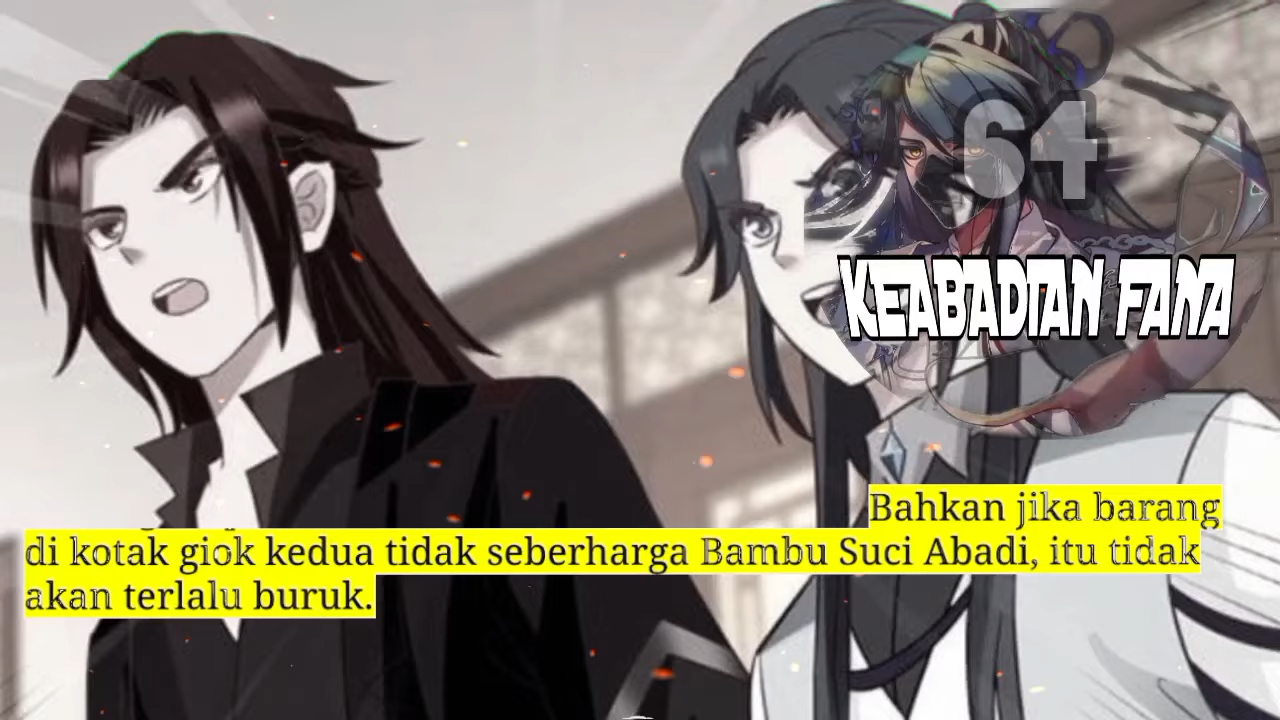 64
KEABADIAN FANA
Bahkan jika barang
di kotak giok kedua tidak seberharga Bambu Suci Abadi, itu tidak
akan terlalu buruk.